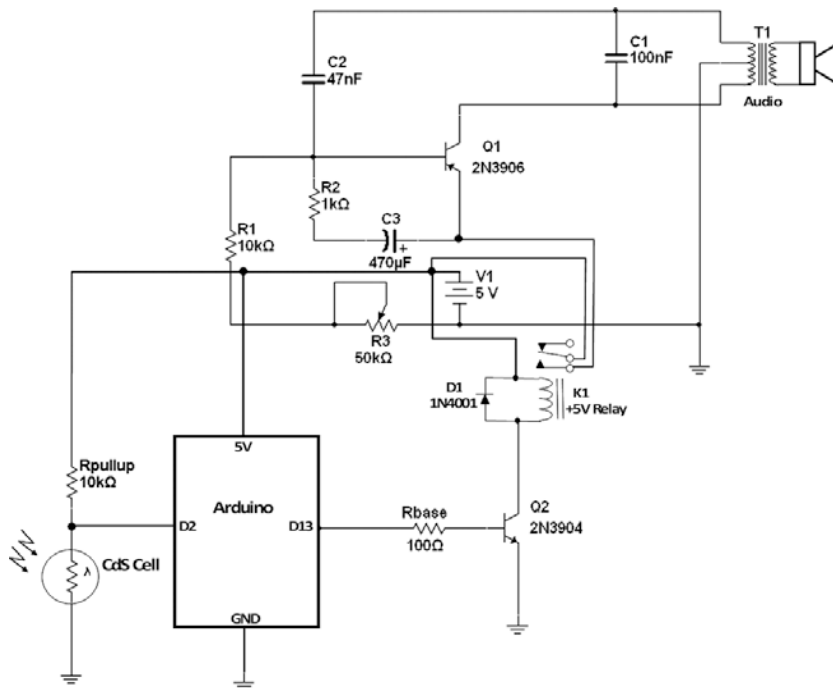 C2
47nF
C1
100nF
T1
Audio
Q1
2N3906
R2
1kΩ
C3
+
470µF
R1
10kΩ
V1
5 V
R3
50kΩ
D1
1N4001
K1
+5V Relay
Rpullup
10kΩ
5V
Arduino
D2
D13
GND
Rbase
100Ω
Q2
2N3904
λ
CdS Cell